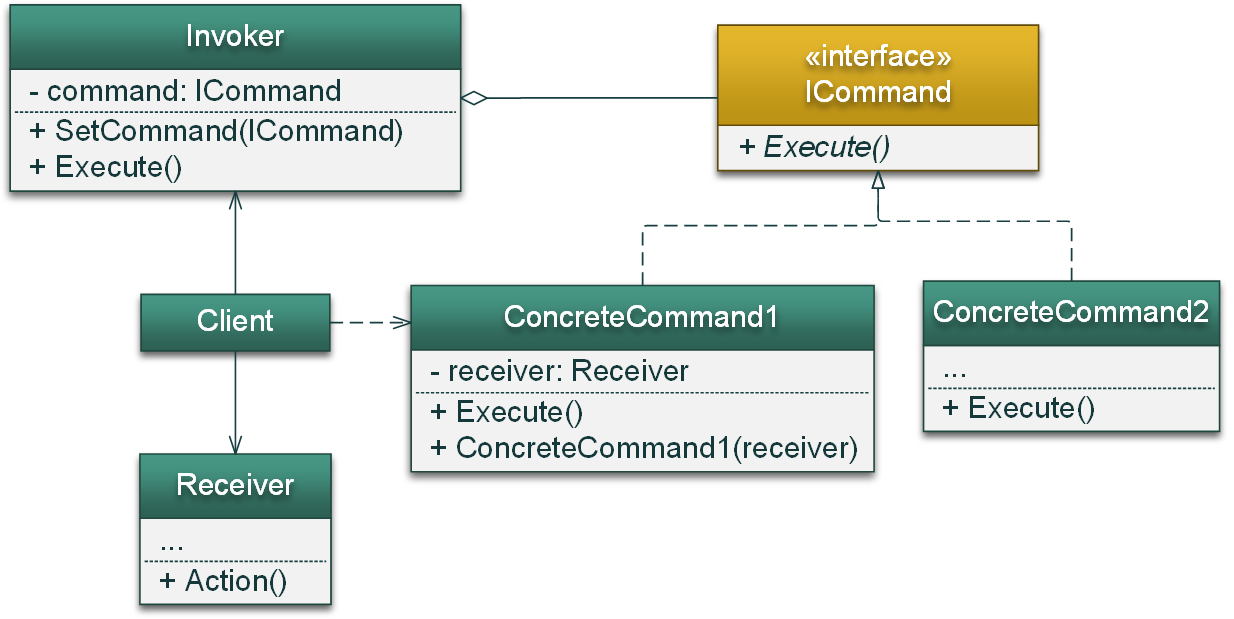 Invoker
- command: ICommand
+ SetCommand(ICommand)
+ Execute()
«interface»
ICommand
+ Execute()
Client
ConcreteCommand1
- receiver: Receiver
+ Execute()
+ ConcreteCommand1(receiver)
ConcreteCommand2
...
+ Execute()
Receiver
...
+ Action()